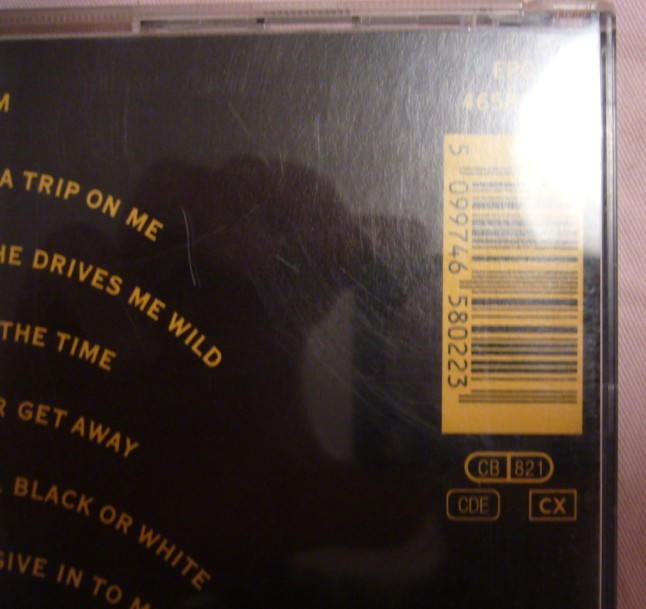 M
A TRIP ON ME
HE DRIVES ME WILD
THE TIME
R GET AWAY
BLACK OR WHITE
GIVE IN TO M
EP
465
5 099746 580223
CB 821
CDE CX